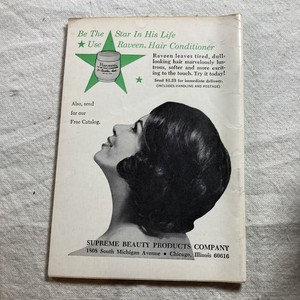 Be The Star In His Life
Use Raveen Hair Conditioner
Raveen leaves tired, dull-
looking hair marvelously lus-
trous, softer and more excit-
ing to the touch. Try it today!
Send $1.25 for immediate delivery.
(INCLUDES HANDLING AND POSTAGE)
Raveen
Also, send
for our
Free Catalog.
SUPREME BEAUTY PRODUCTS COMPANY
1808 South Michigan Avenue • Chicago, Illinois 60616